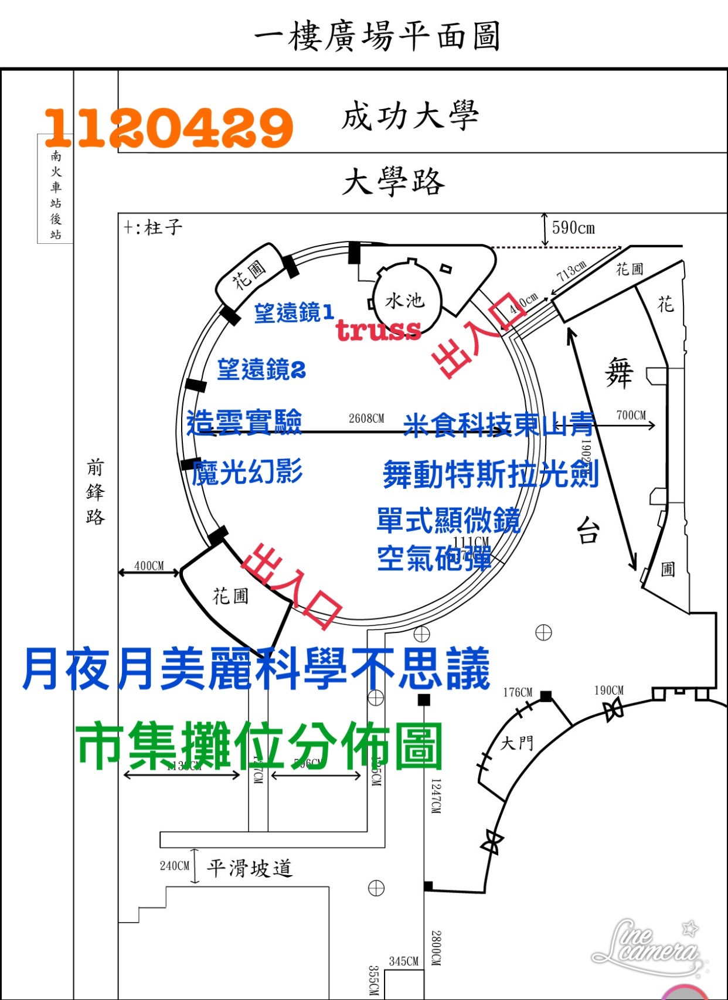 一樓廣場平面圖
1120429
成功大學
南火車站後站
大學路
+:柱子
590cm
花圃
713cm
花圃
花
望遠鏡1
水池
truss
出入口
望遠鏡2
舞
造雲實驗
2608CM
米食科技東山青
700CM
魔光幻影
舞動特斯拉光劍
前鋒路
單式顯微鏡
台
111CM
空氣砲彈
出入口
400CM
圃
花圃
月夜月美麗科學不思議
176CM
190CM
市集攤位分佈圖
大門
1247CM
240CM
平滑坡道
2800CM
345CM
355CM
Line camera